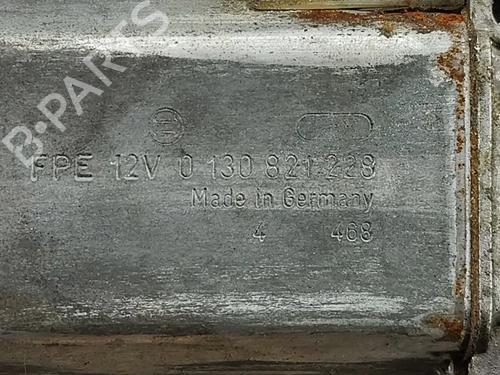 B-PARTS
FPE 12V 0 130 821 228
Made in Germany
4 468